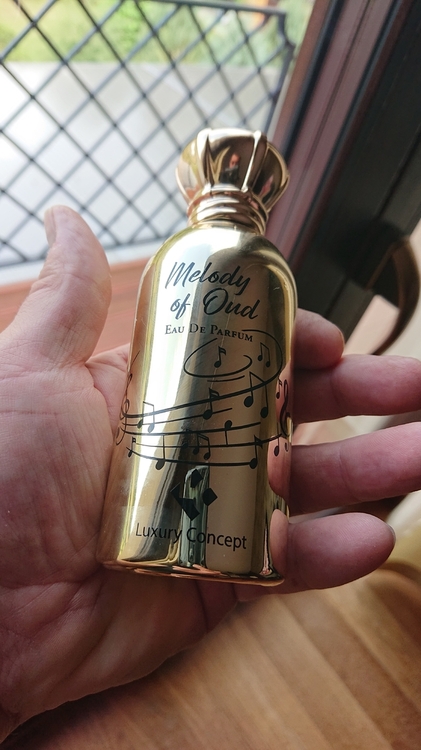 Melody
of Oud
Eau De Parfum
Luxury Concept